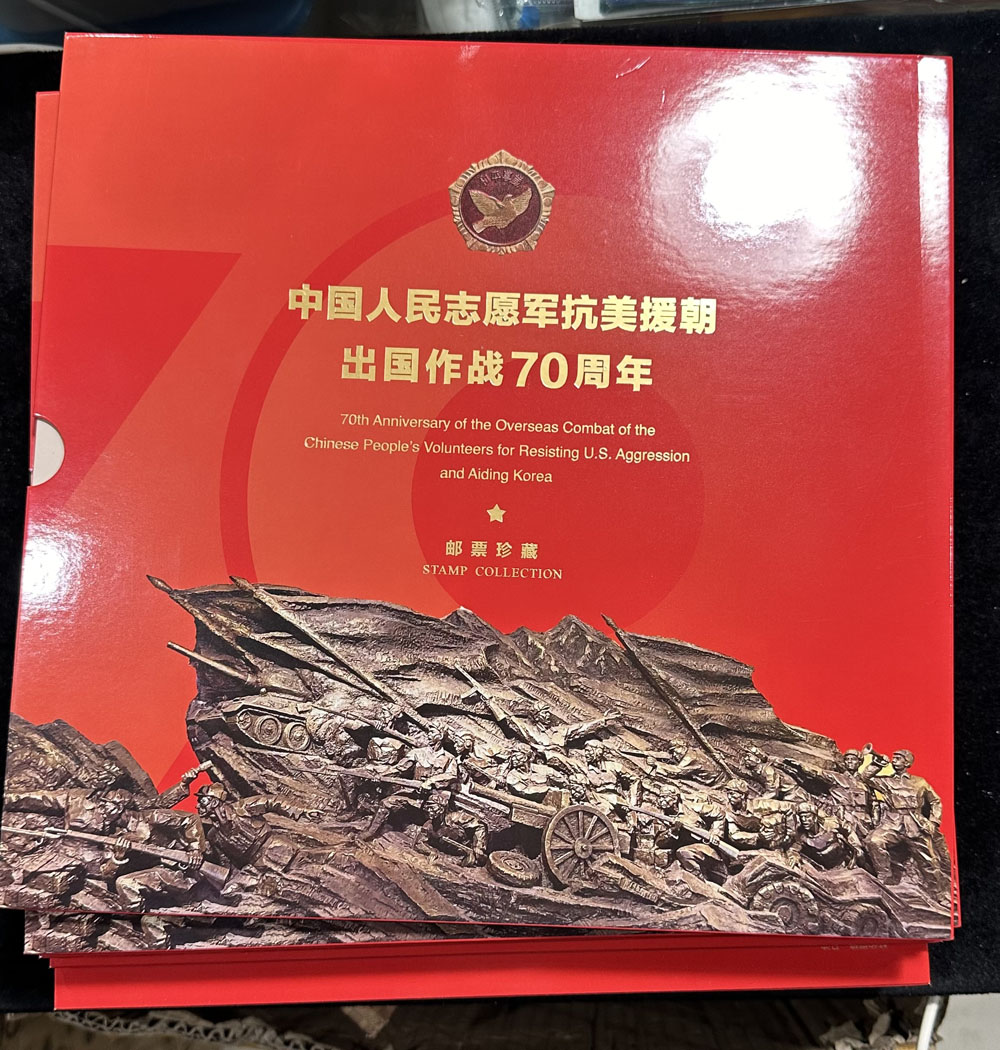 中国人民志愿军抗美援朝
出国作战70周年
70th Anniversary of the Overseas Combat of the
Chinese People's Volunteers for Resisting U.S. Aggression
and Aiding Korea
邮票珍藏
STAMP COLLECTION